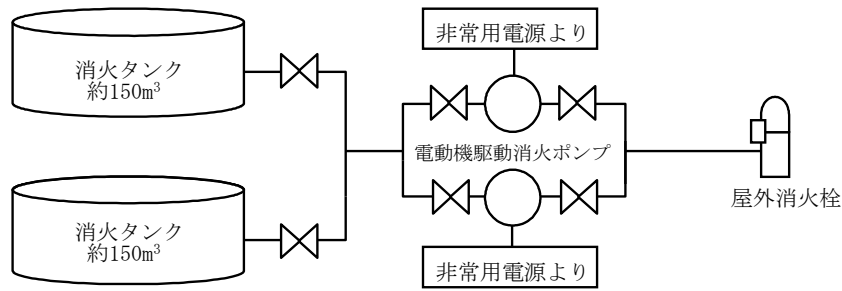 非常用電源より
消火タンク
約150m³
電動機駆動消火ポンプ
屋外消火栓
消火タンク
約150m³
非常用電源より